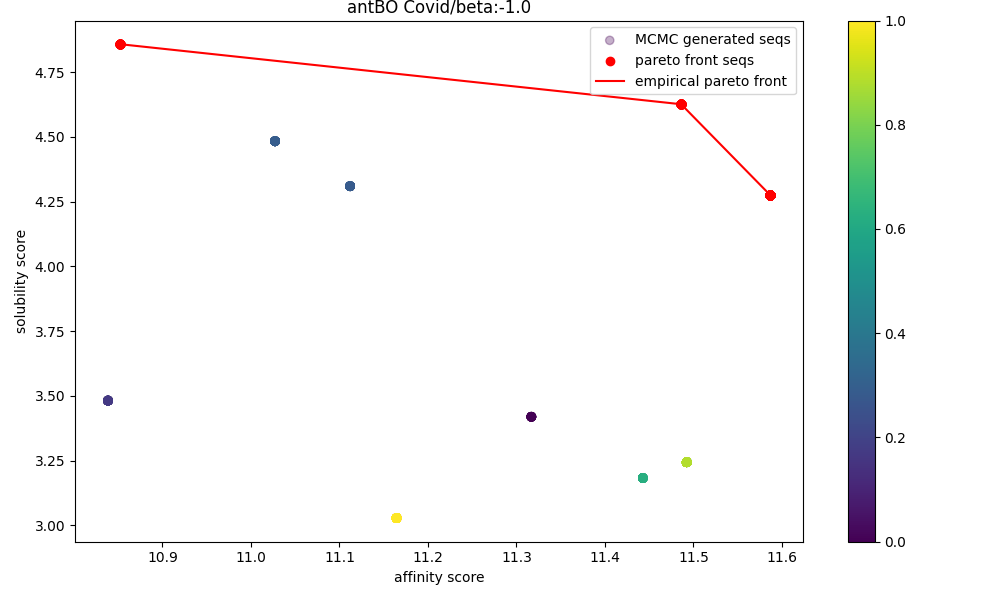 antBO Covid/beta:-1.0
MCMC generated seqs
pareto front seqs
empirical pareto front
solubility score
4.75
4.50
4.25
4.00
3.75
3.50
3.25
3.00
10.9 11.0 11.1 11.2 11.3 11.4 11.5 11.6
affinity score
1.0
0.8
0.6
0.4
0.2
0.0